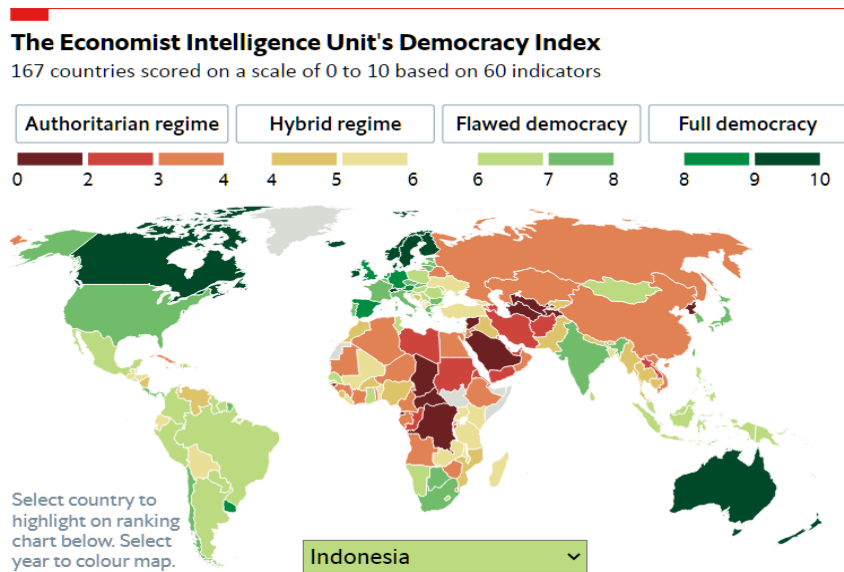 The Economist Intelligence Unit's Democracy Index
167 countries scored on a scale of 0 to 10 based on 60 indicators
Authoritarian regime Hybrid regime Flawed democracy Full democracy
0 2 3 4 4 5 6 6 7 8 8 9 10
Select country to
highlight on ranking
chart below. Select
year to colour map.
Indonesia